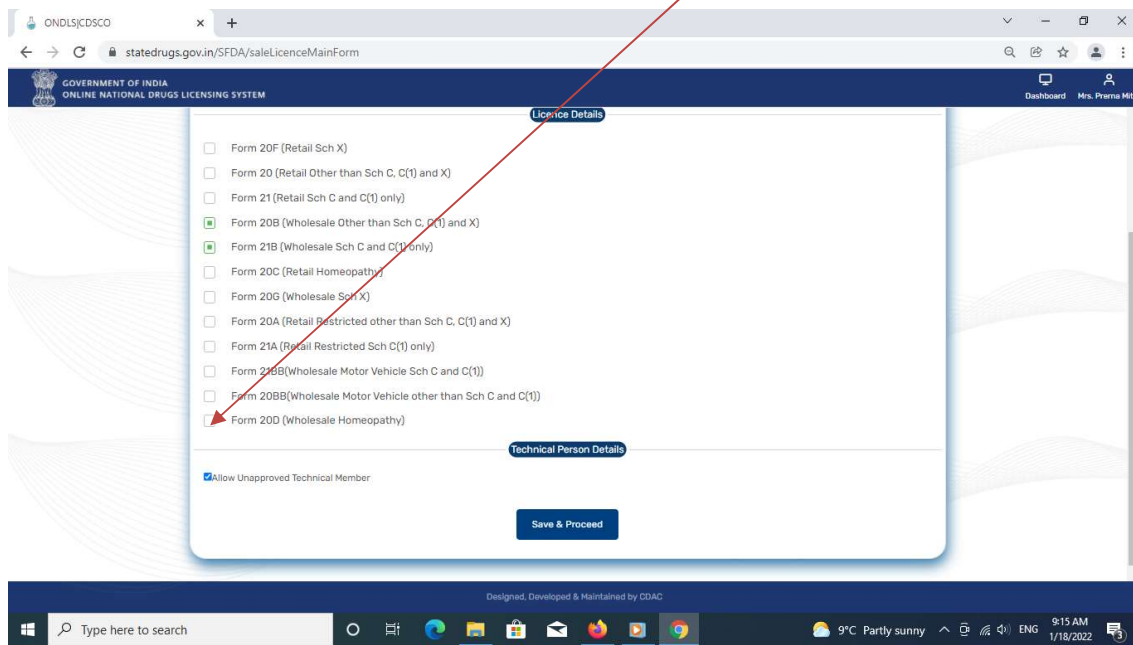 ONDLS|CDSCO
statedrugs.gov.in/SFDA/saleLicenceMainForm
GOVERNMENT OF INDIA
ONLINE NATIONAL DRUGS LICENSING SYSTEM
Dashboard Mrs. Prerna Mit
Licence Details
Form 20F (Retail Sch X)
Form 20 (Retail Other than Sch C, C(1) and X)
Form 21 (Retail Sch C and C(1) only)
Form 20B (Wholesale Other than Sch C, C(1) and X)
Form 21B (Wholesale Sch C and C(1) only)
Form 20C (Retail Homeopathy)
Form 20G (Wholesale Sch X)
Form 20A (Retail Restricted other than Sch C, C(1) and X)
Form 21A (Retail Restricted Sch C(1) only)
Form 21BB(Wholesale Motor Vehicle Sch C and C(1))
Form 20BB(Wholesale Motor Vehicle other than Sch C and C(1))
Form 20D (Wholesale Homeopathy)
Technical Person Details
Allow Unapproved Technical Member
Save & Proceed
Designed, Developed & Maintained by CDAC
Type here to search
9°C Partly sunny
ENG
9:15 AM
1/18/2022
3